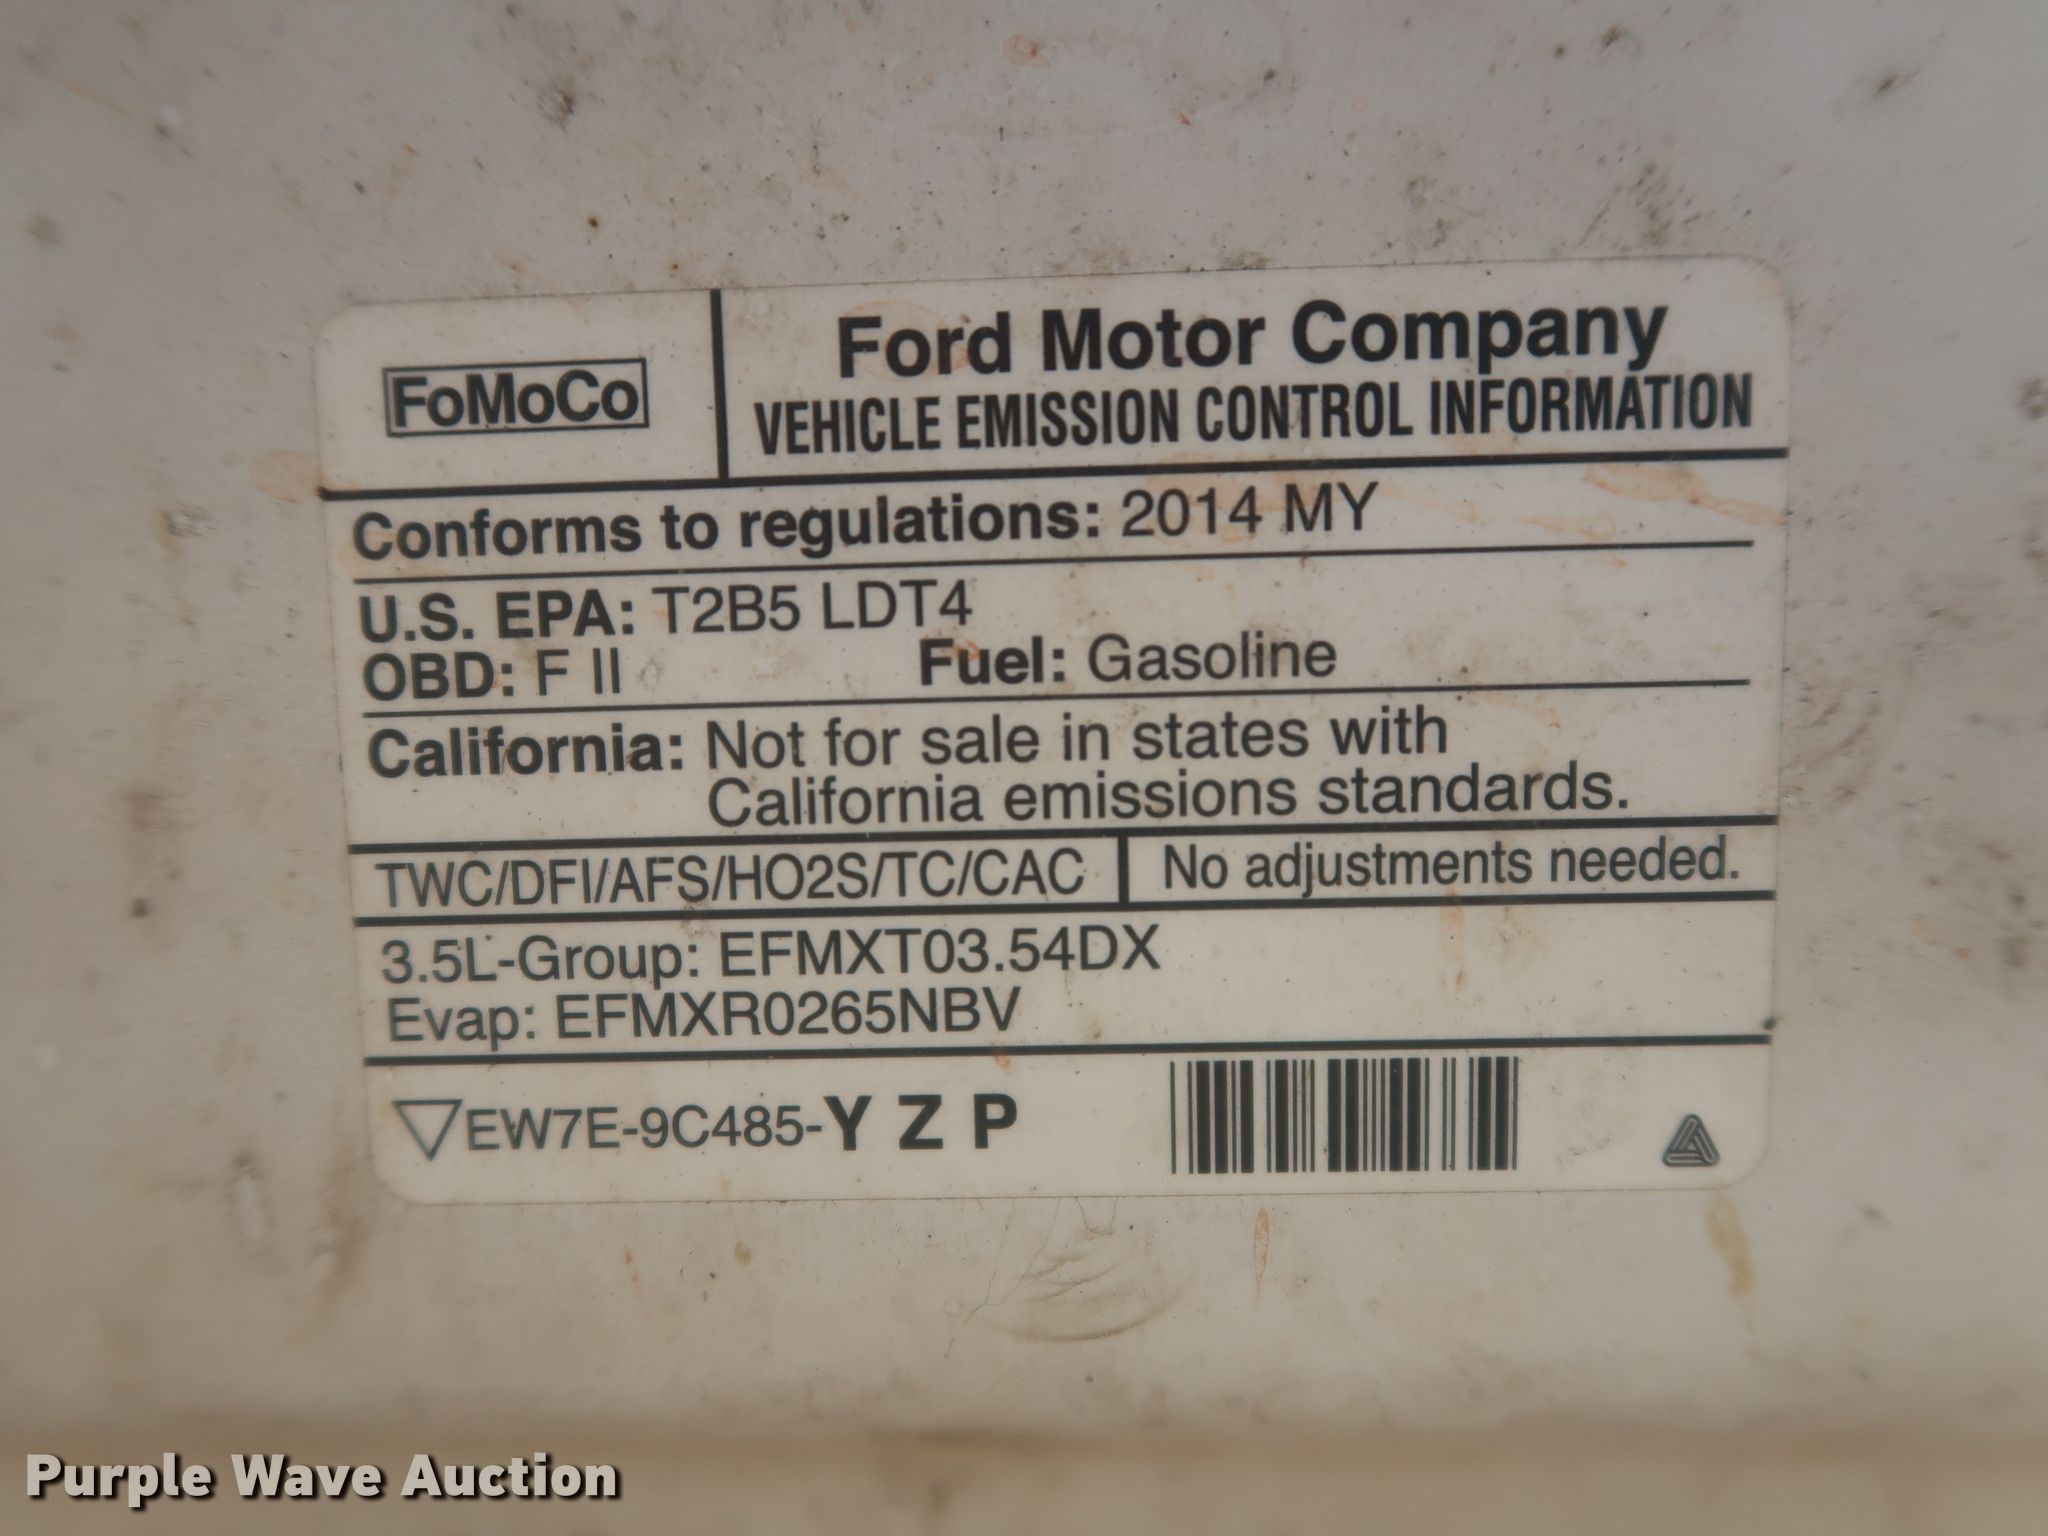 FoMoCo
Ford Motor Company
VEHICLE EMISSION CONTROL INFORMATION
Conforms to regulations: 2014 MY
U.S. EPA: T2B5 LDT4
OBD: F II Fuel: Gasoline
California: Not for sale in states with
California emissions standards.
TWC/DFI/AFS/HO2S/TC/CAC No adjustments needed.
3.5L-Group: EFMXT03.54DX
Evap: EFMXR0265NBV
EW7E-9C485-Y Z P
Purple Wave Auction